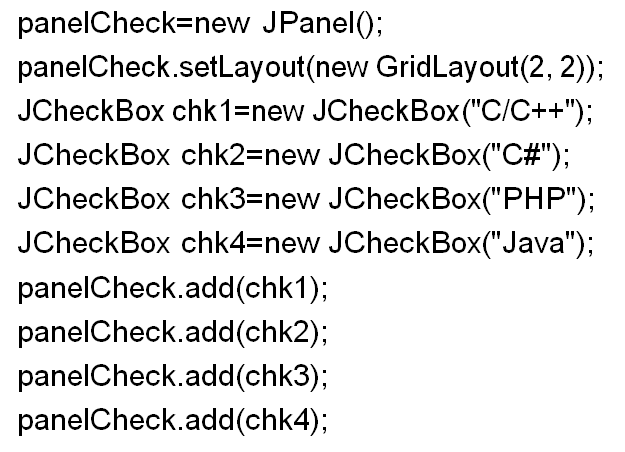 panelCheck=new JPanel();
panelCheck.setLayout(new GridLayout(2, 2));
JCheckBox chk1=new JCheckBox("C/C++");
JCheckBox chk2=new JCheckBox("C#");
JCheckBox chk3=new JCheckBox("PHP");
JCheckBox chk4=new JCheckBox("Java");
panelCheck.add(chk1);
panelCheck.add(chk2);
panelCheck.add(chk3);
panelCheck.add(chk4);